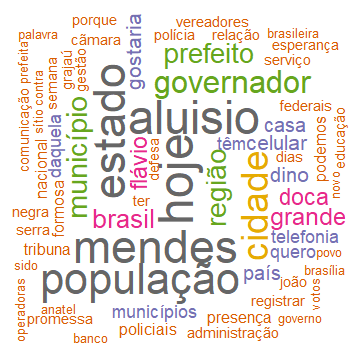 porque
vereadores
palavra
cãmara
polícia
relação
brasileira
gostaria
prefeito
esperança
serviço
comunicação
prefeita
sítio
contra
nacional
grajaú
gestão
semana
daquela
município
estado
governador
aluisio
federais
hoje
flávio
defesa
têm
celular
casa
podemos
educação
novo
dias
dino
formosa
região
cidade
negra
ter
brasil
doca
grande
serra
tribuna
mendes
telefonia
quero
povo
sido
população
país
joão
brasília
operadoras
anatel
promessa
municípios
registrar
votos
presença
governo
policiais
administração
banco